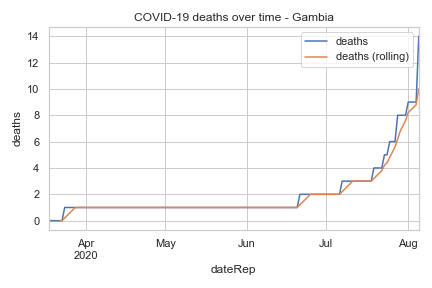 COVID-19 deaths over time - Gambia
deaths
deaths (rolling)
14
12
10
8
6
4
2
0
deaths
Apr
2020
May
Jun
Jul
Aug
dateRep